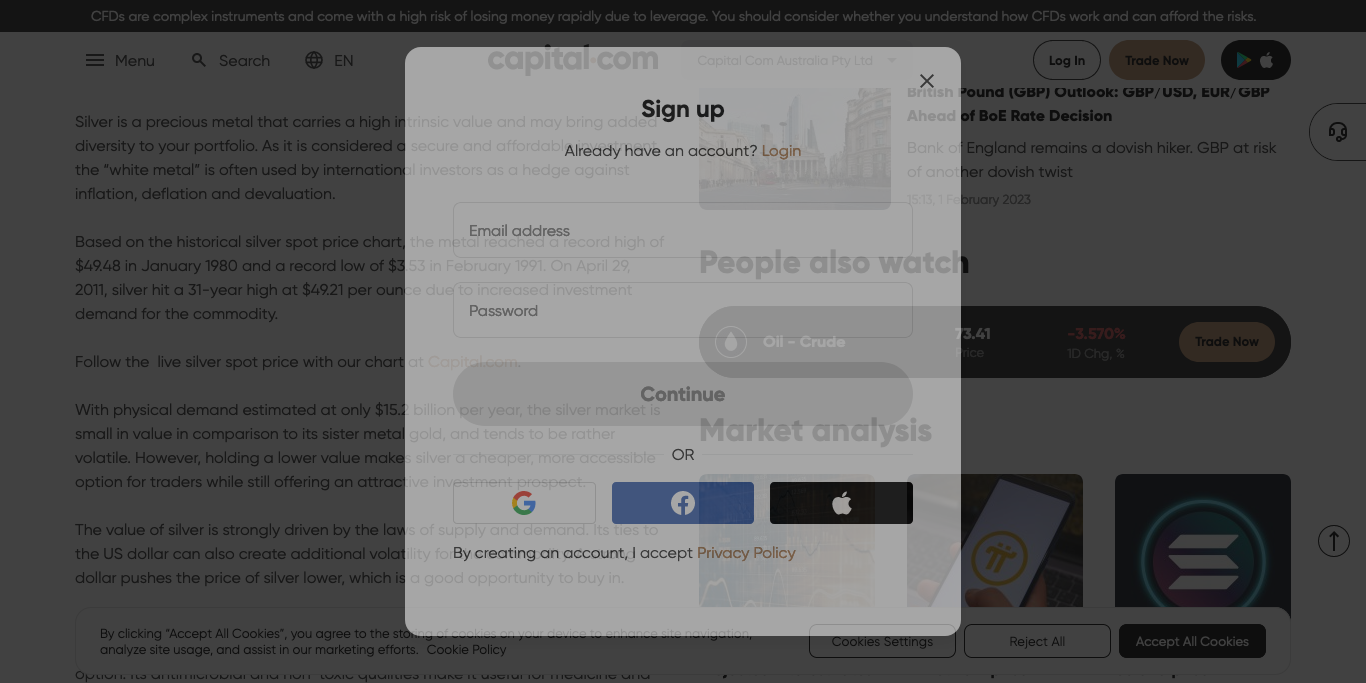 CFDs are complex instruments and come with a high risk of losing money rapidly due to leverage. You should consider whether you understand how CFDs work and can afford the risks.
Menu
Search
EN
capital.com
Capital Com Australia Pty Ltd
Log In
Trade Now
Sign up
Already have an account? Login
Email address
Password
Continue
OR
By creating an account, I accept Privacy Policy
Silver is a precious metal that carries a high intrinsic value and may bring added
diversity to your portfolio. As it is considered a secure and affordable investment,
the “white metal” is often used by international investors as a hedge against
inflation, deflation and devaluation.
Based on the historical silver spot price chart, the metal reached a record high of
$49.48 in January 1980 and a record low of $3.53 in February 1991. On April 29,
2011, silver hit a 31-year high at $49.21 per ounce due to increased investment
demand for the commodity.
Follow the live silver spot price with our chart at Capital.com.
With physical demand estimated at only $15.2 billion per year, the silver market is
small in value in comparison to its sister metal gold, and tends to be rather
volatile. However, holding a lower value makes silver a cheaper, more accessible
option for traders while still offering an attractive investment prospect.
The value of silver is strongly driven by the laws of supply and demand. Its ties to
the US dollar can also create additional volatility for
dollar pushes the price of silver lower, which is a good opportunity to buy in.
option. Its antimicrobial and non-toxic qualities make it useful for medicine and
British Pound (GBP) Outlook: GBP/USD, EUR/GBP
Ahead of BoE Rate Decision
Bank of England remains a dovish hiker. GBP at risk
of another dovish twist
15:13, 1 February 2023
People also watch
Oil - Crude
73.41
Price
-3.570%
1D Chg, %
Trade Now
Market analysis
By clicking “Accept All Cookies”, you agree to the storing of cookies on your device to enhance site navigation,
analyze site usage, and assist in our marketing efforts. Cookie Policy
Cookies Settings
Reject All
Accept All Cookies